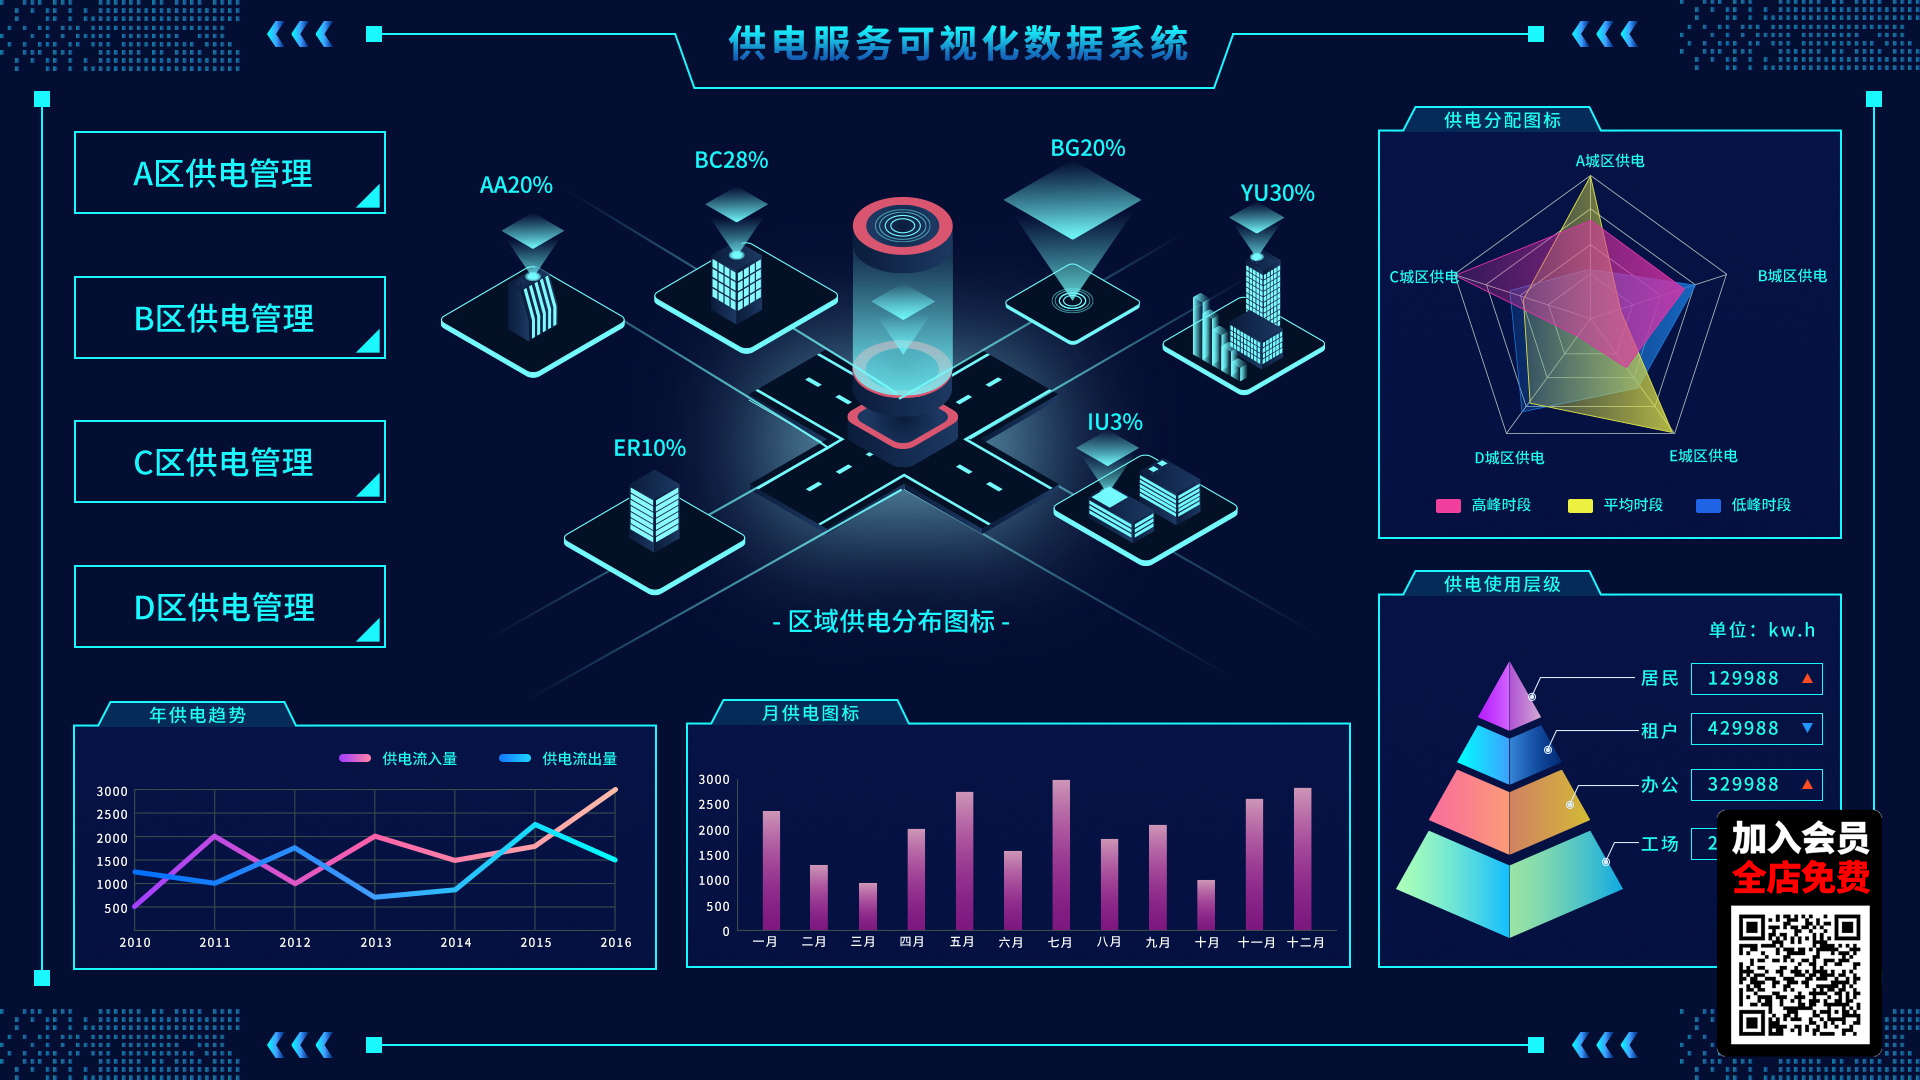 供电服务可视化数据系统
A区供电管理
B区供电管理
C区供电管理
D区供电管理
AA20%
BC28%
BG20%
YU30%
ER10%
IU3%
- 区域供电分布图标 -
供电分配图标
A城区供电
B城区供电
C城区供电
D城区供电
E城区供电
高峰时段
平均时段
低峰时段
供电使用层级
单位：kw.h
居民 129988
租户 429988
办公 329988
工场 2
年供电趋势
供电流入量
供电流出量
3000
2500
2000
1500
1000
500
2010 2011 2012 2013 2014 2015 2016
月供电图标
3000
2500
2000
1500
1000
500
0
一月 二月 三月 四月 五月 六月 七月 八月 九月 十月 十一月 十二月
加入会员
全店免费